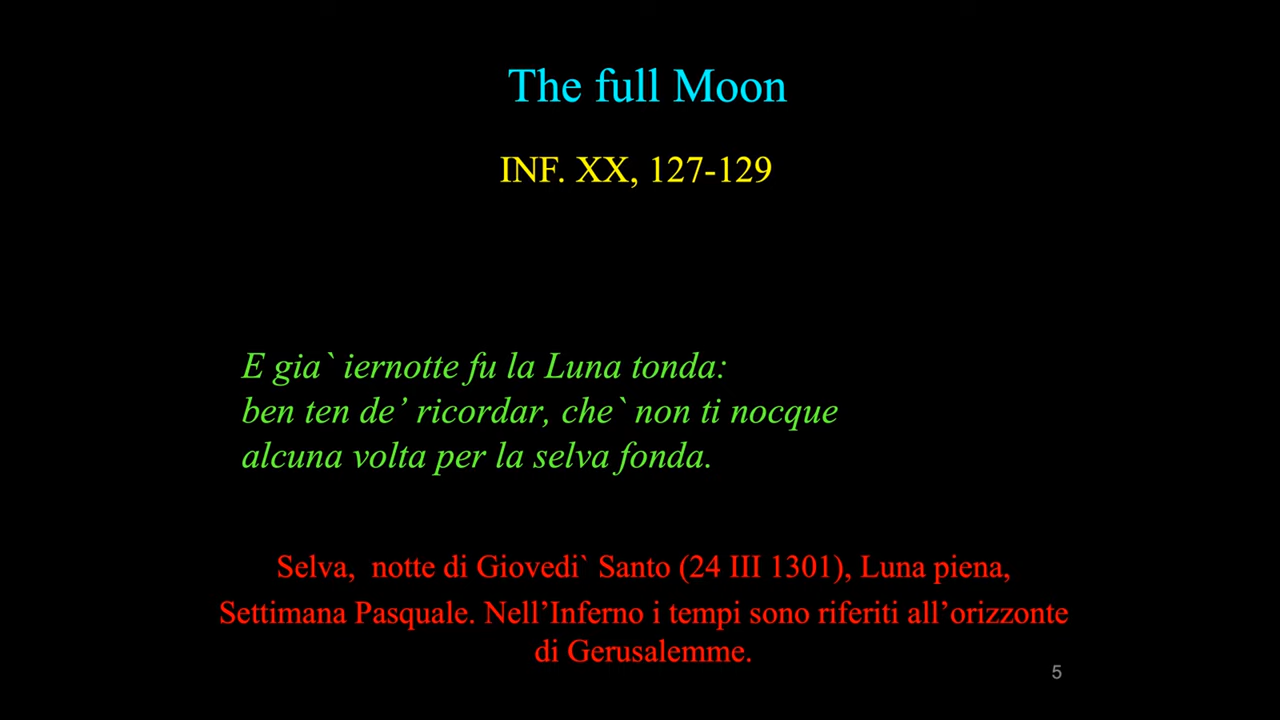 The full Moon
INF. XX, 127-129
E gia` iernotte fu la Luna tonda:
ben ten de’ ricordar, che` non ti nocque
alcuna volta per la selva fonda.
Selva,  notte di Giovedi` Santo (24 III 1301), Luna piena,
Settimana Pasquale. Nell’Inferno i tempi sono riferiti all’orizzonte
di Gerusalemme.
5